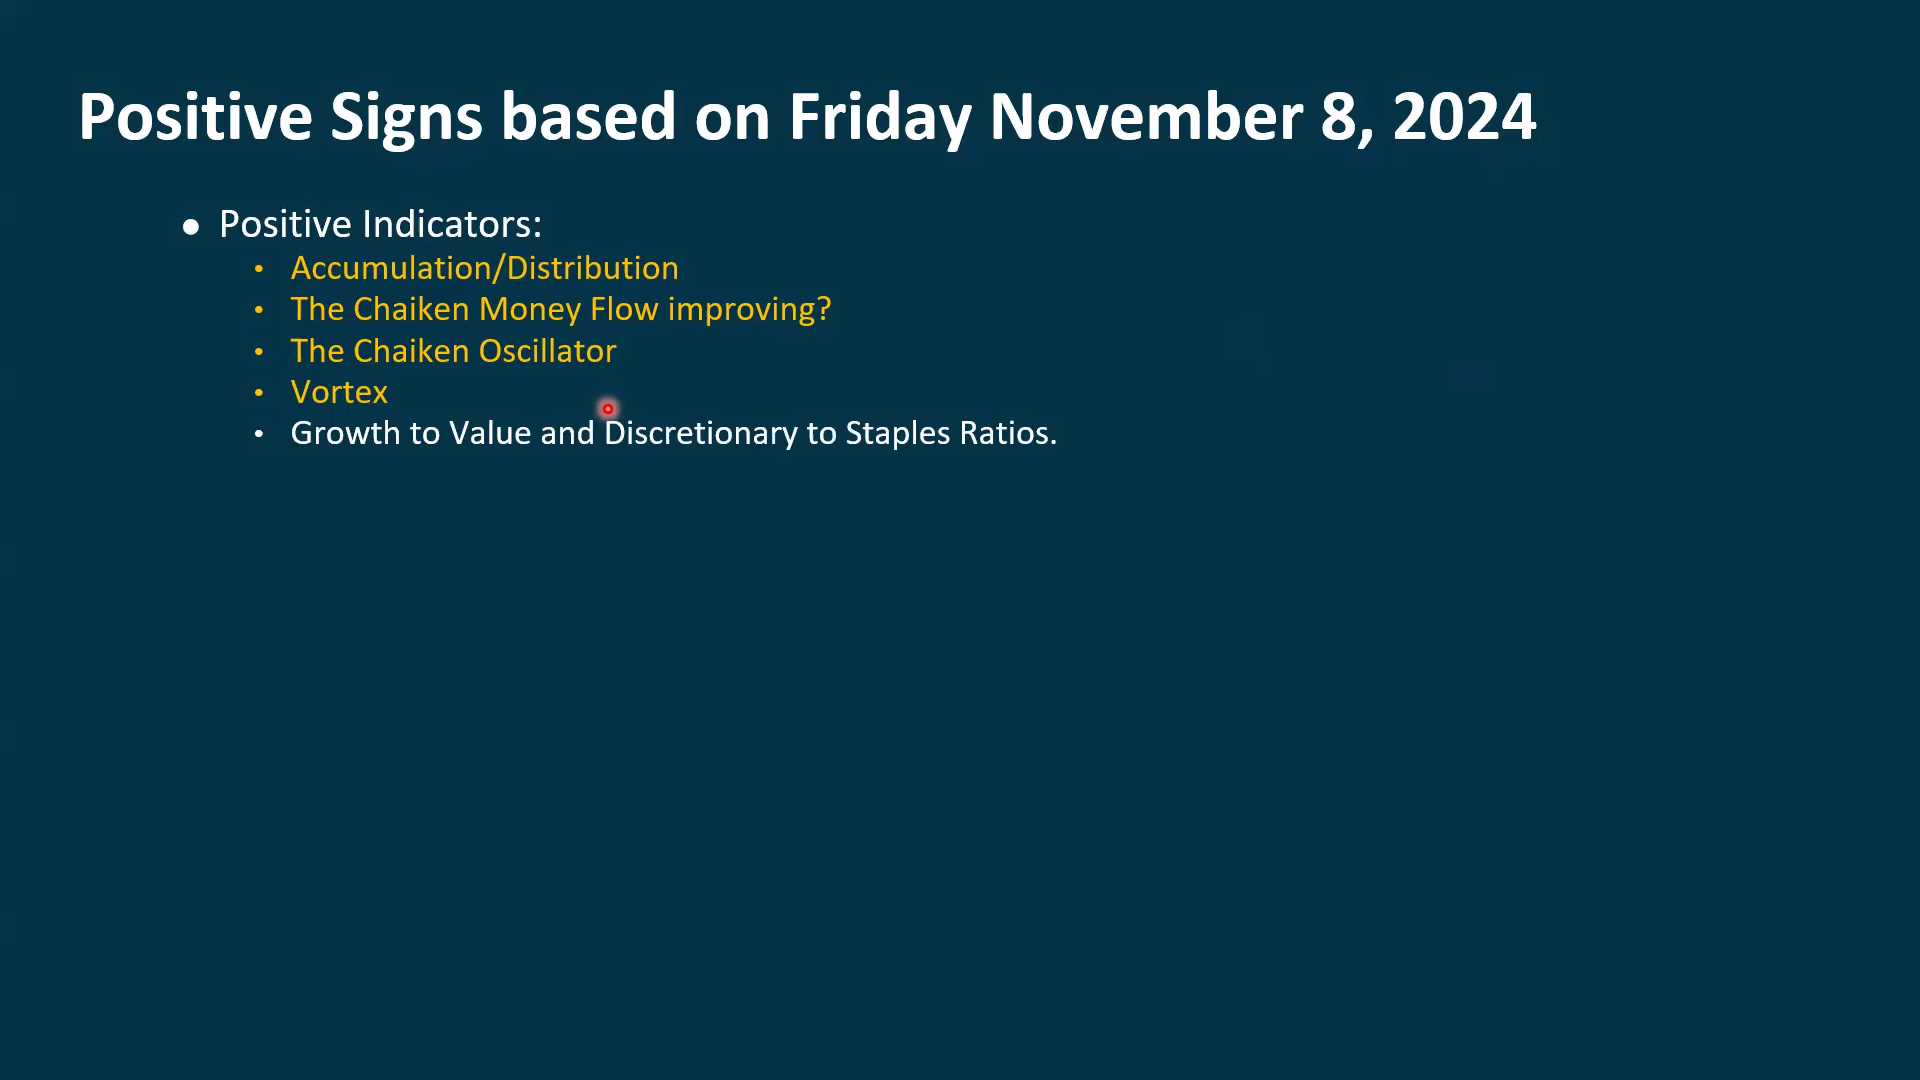 Positive Signs based on Friday November 8, 2024
● Positive Indicators:
• Accumulation/Distribution
• The Chaiken Money Flow improving?
• The Chaiken Oscillator
• Vortex
• Growth to Value and Discretionary to Staples Ratios.